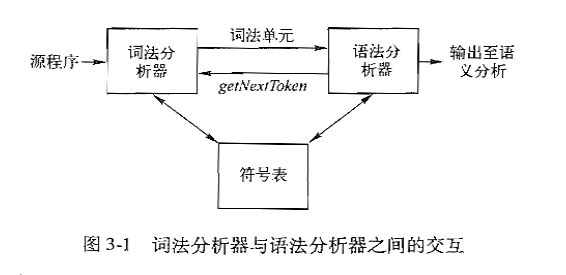 源程序
词法分
析器
词法单元
getNextToken
语法分
析器
输出至语
义分析
符号表
图 3-1 词法分析器与语法分析器之间的交互